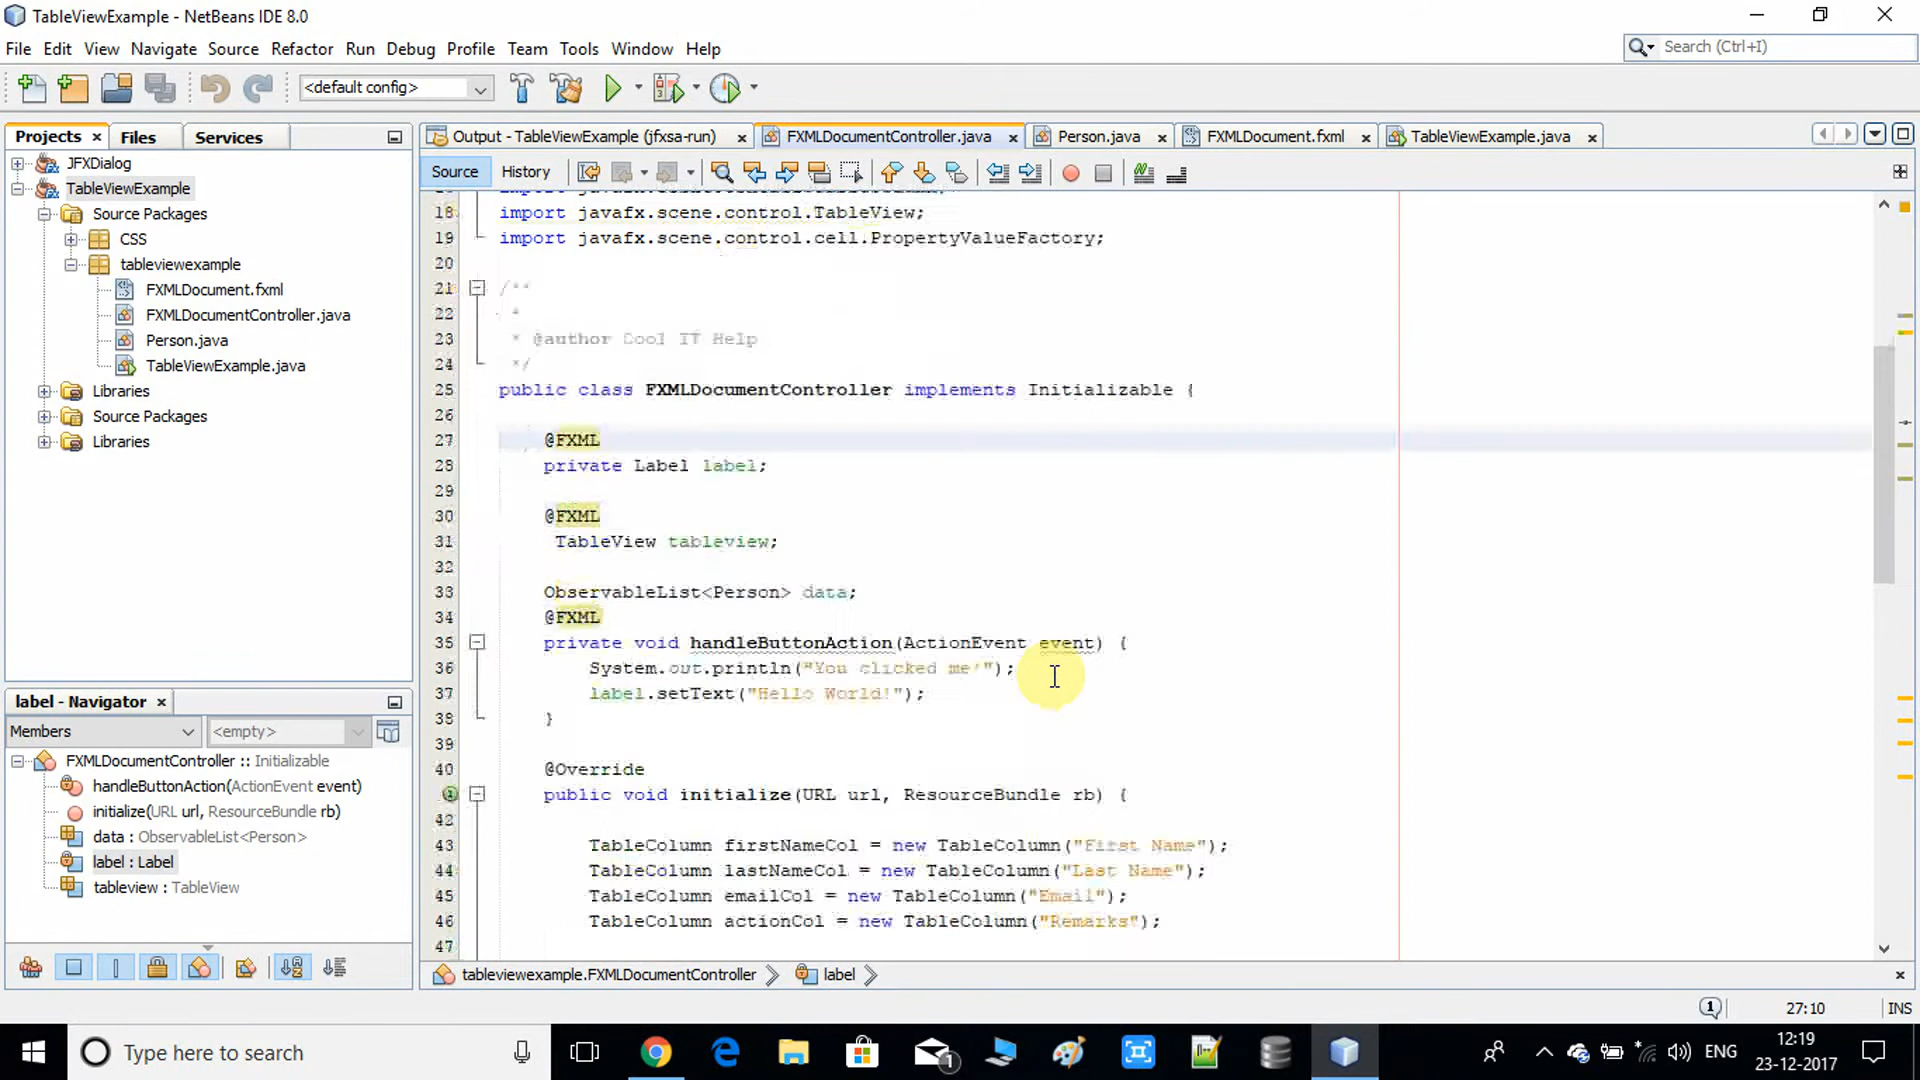 TableViewExample - NetBeans IDE 8.0
File Edit View Navigate Source Refactor Run Debug Profile Team Tools Window Help
Search (Ctrl+I)
<default config>
Projects Files Services
Output - TableViewExample (jfxsa-run) FXMLDocumentController.java Person.java FXMLDocument.fxml TableViewExample.java
Source History
JFXDialog
TableViewExample
Source Packages
CSS
tableviewexample
FXMLDocument.fxml
FXMLDocumentController.java
Person.java
TableViewExample.java
Libraries
Source Packages
Libraries
label - Navigator
Members <empty>
FXMLDocumentController :: Initializable
handleButtonAction(ActionEvent event)
initialize(URL url, ResourceBundle rb)
data : ObservableList<Person>
label : Label
tableview : TableView
18 import javafx.scene.control.TableView;
19 import javafx.scene.control.cell.PropertyValueFactory;
20
21 /**
22 *
23 * @author Cool IT Help
24 */
25 public class FXMLDocumentController implements Initializable {
26
27 @FXML
28 private Label label;
29
30 @FXML
31 TableView tableview;
32
33 ObservableList<Person> data;
34 @FXML
35 private void handleButtonAction(ActionEvent event) {
36 System.out.println("You clicked me!");
37 label.setText("Hello World!");
38 }
39
40 @Override
public void initialize(URL url, ResourceBundle rb) {
42
43 TableColumn firstNameCol = new TableColumn("First Name");
44 TableColumn lastNameCol = new TableColumn("Last Name");
45 TableColumn emailCol = new TableColumn("Email");
46 TableColumn actionCol = new TableColumn("Remarks");
47
tableviewexample.FXMLDocumentController label
1 27:10 INS
Type here to search
1
ENG
12:19
23-12-2017